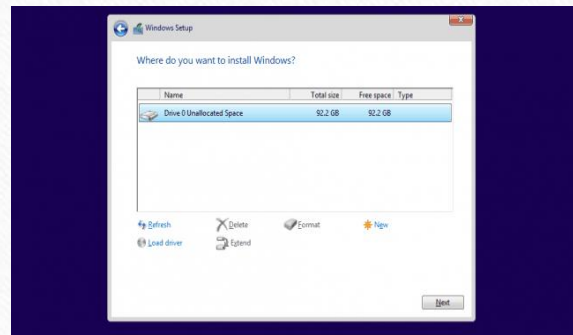 Windows Setup
Where do you want to install Windows?
Name Total size Free space Type
Drive 0 Unallocated Space 92.2 GB 92.2 GB
Refresh Delete Format New
Load driver Extend
Next